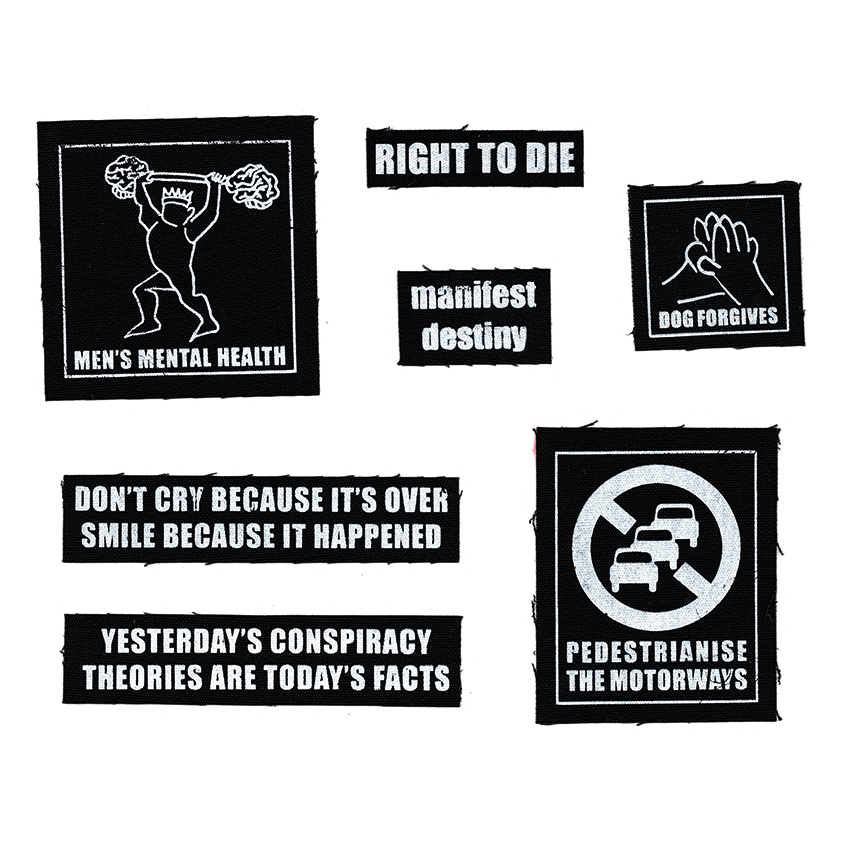 MEN'S MENTAL HEALTH
RIGHT TO DIE
manifest
destiny
DOG FORGIVES
DON'T CRY BECAUSE IT'S OVER
SMILE BECAUSE IT HAPPENED
YESTERDAY'S CONSPIRACY
THEORIES ARE TODAY'S FACTS
PEDESTRIANISE
THE MOTORWAYS